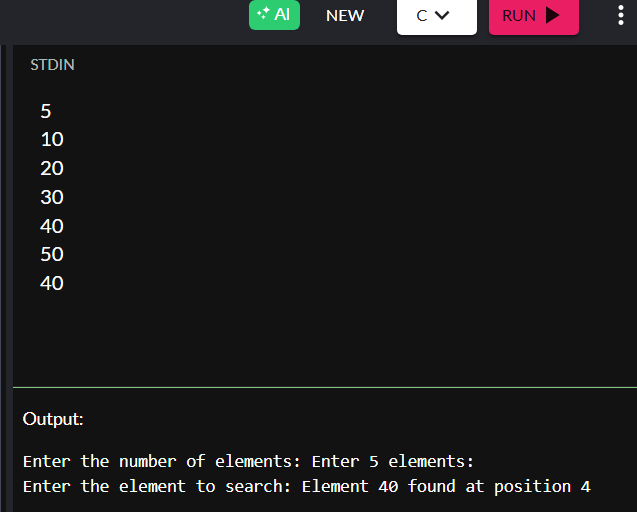 AI NEW C RUN
STDIN
5
10
20
30
40
50
40
Output:
Enter the number of elements: Enter 5 elements:
Enter the element to search: Element 40 found at position 4